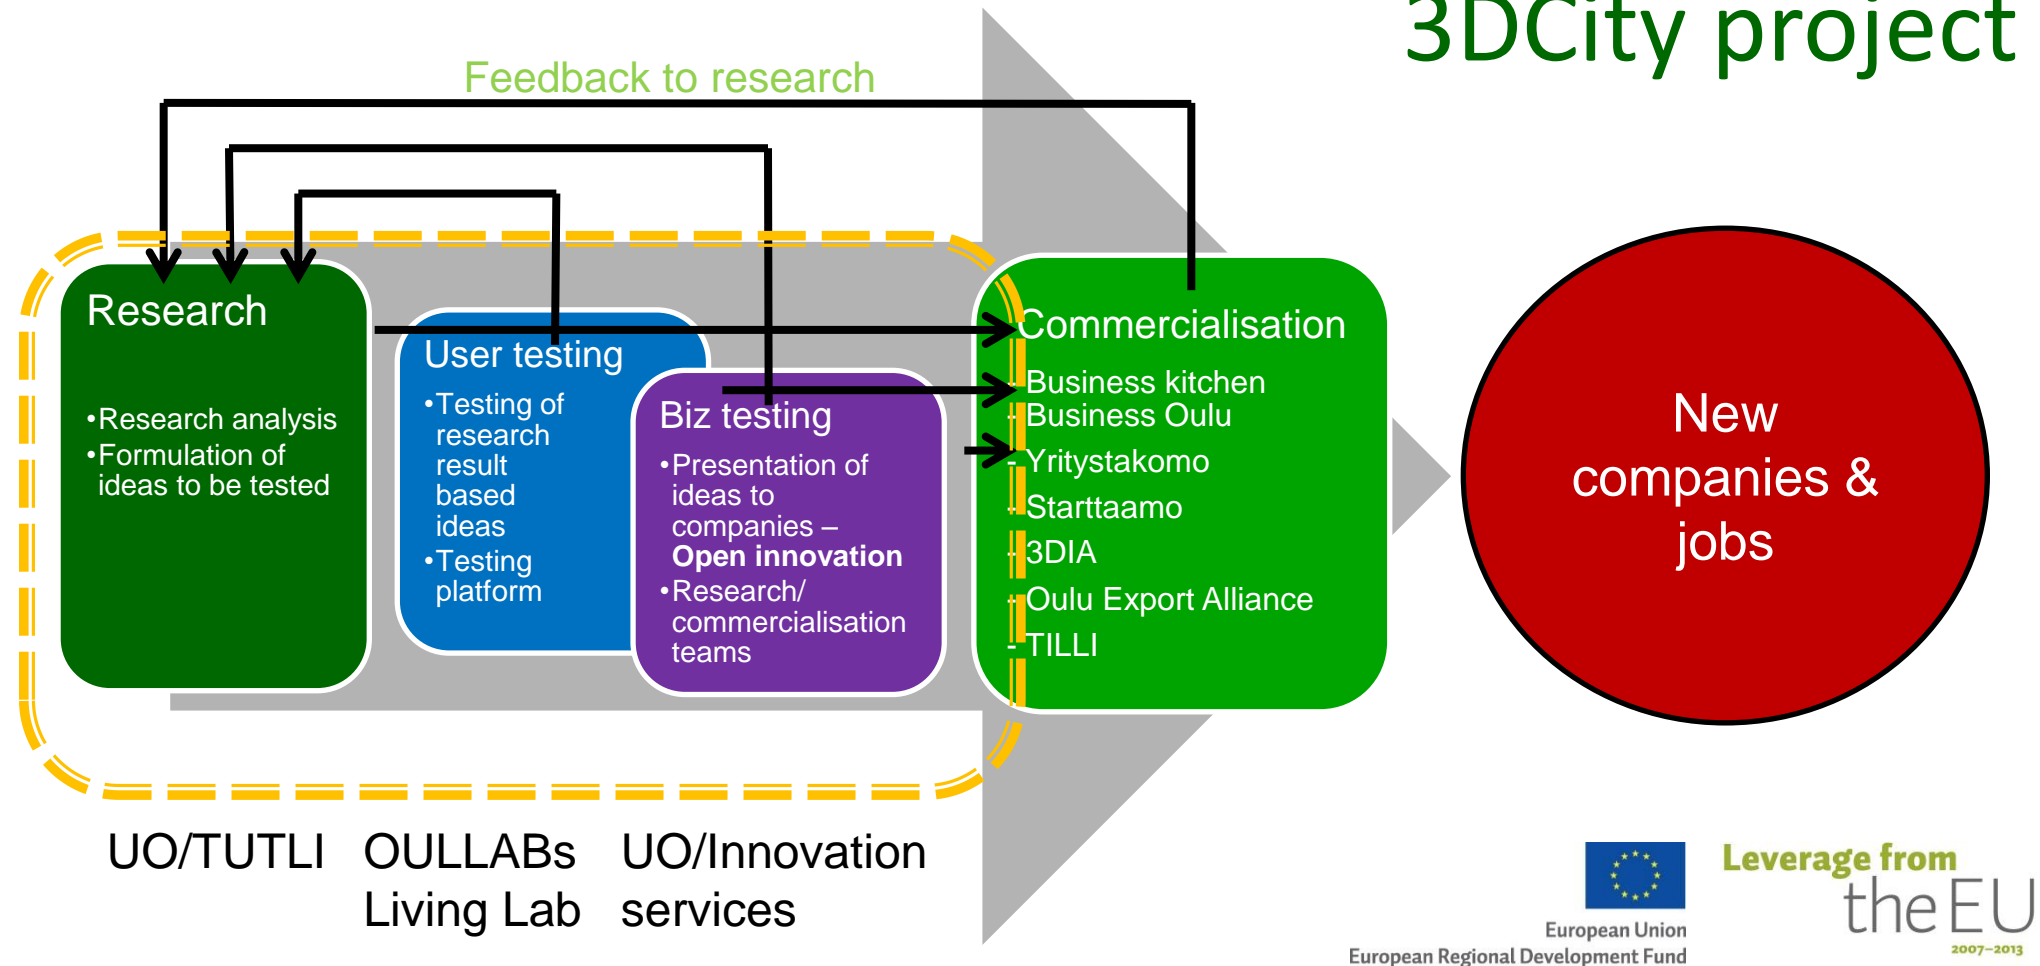 3DCity project
Feedback to research
Research
•Research analysis
•Formulation of
ideas to be tested
User testing
•Testing of
research
result
based
ideas
•Testing
platform
Biz testing
•Presentation of
ideas to
companies –
Open innovation
•Research/
commercialisation
teams
Commercialisation
- Business kitchen
- Business Oulu
- Yritystakomo
- Starttaamo
- 3DIA
- Oulu Export Alliance
- TILLI
New
companies &
jobs
UO/TUTLI
OULLABs
Living Lab
UO/Innovation
services
European Union
European Regional Development Fund
Leverage from
the EU
2007–2013